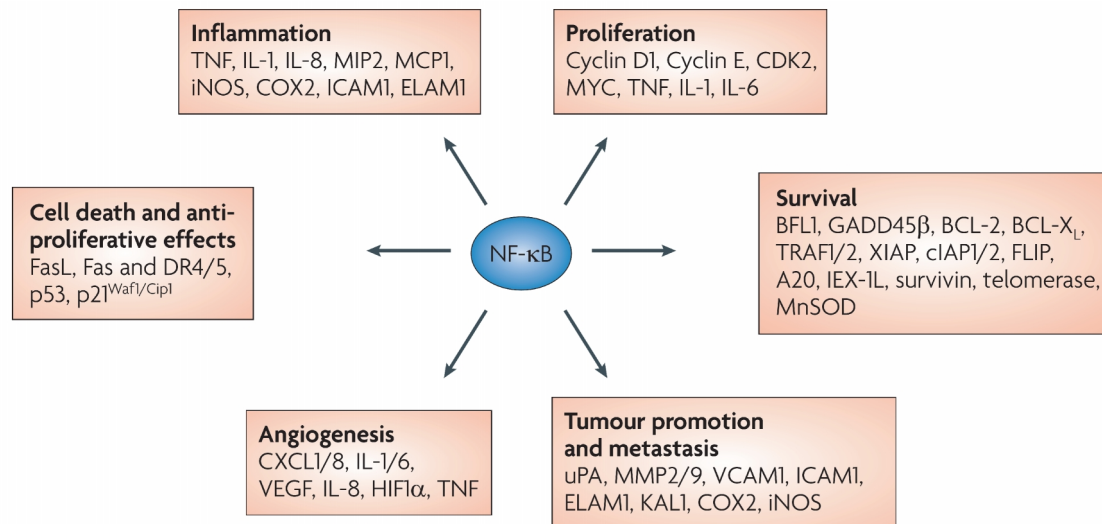 Inflammation
TNF, IL-1, IL-8, MIP2, MCP1,
iNOS, COX2, ICAM1, ELAM1
Proliferation
Cyclin D1, Cyclin E, CDK2,
MYC, TNF, IL-1, IL-6
Cell death and anti-
proliferative effects
FasL, Fas and DR4/5,
p53, p21Waf1/Cip1
NF-κB
Survival
BFL1, GADD45β, BCL-2, BCL-XL,
TRAF1/2, XIAP, cIAP1/2, FLIP,
A20, IEX-1L, survivin, telomerase,
MnSOD
Angiogenesis
CXCL1/8, IL-1/6,
VEGF, IL-8, HIF1α, TNF
Tumour promotion
and metastasis
uPA, MMP2/9, VCAM1, ICAM1,
ELAM1, KAL1, COX2, iNOS